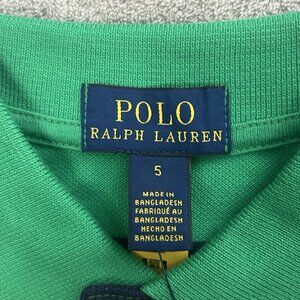 POLO
RALPH LAUREN
5
MADE IN
BANGLADESH
FABRIQUÉ AU
BANGLADESH
HECHO EN
BANGLADESH